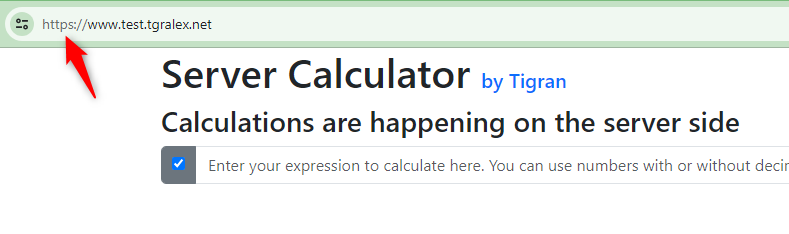 https://www.test.tgralex.net
Server Calculator by Tigran
Calculations are happening on the server side
Enter your expression to calculate here. You can use numbers with or without